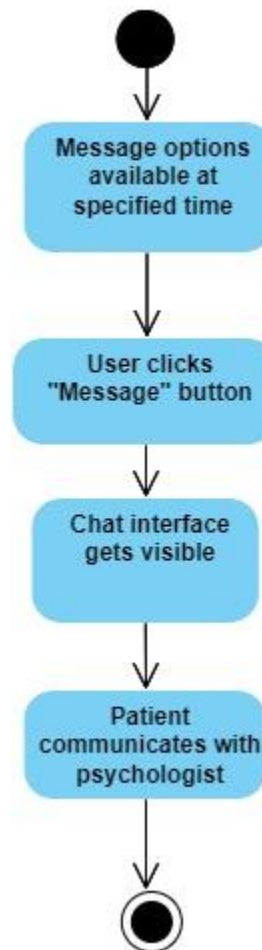 Message options
available at
specified time
User clicks
"Message" button
Chat interface
gets visible
Patient
communicates with
psychologist